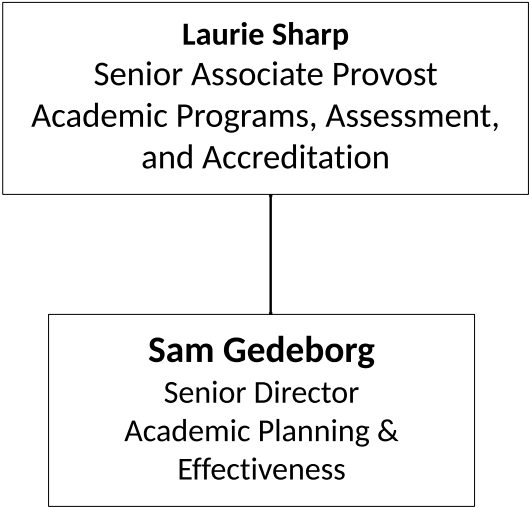 Laurie Sharp
Senior Associate Provost
Academic Programs, Assessment,
and Accreditation
Sam Gedeborg
Senior Director
Academic Planning &
Effectiveness